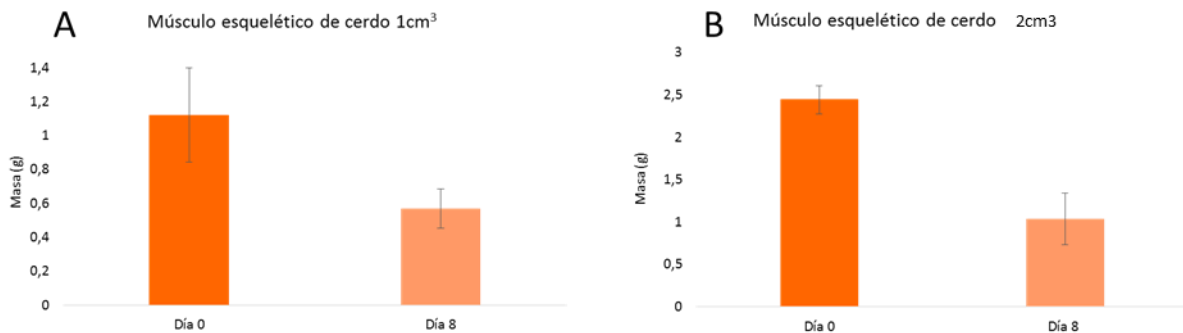 A
Músculo esquelético de cerdo 1cm³
Masa (g)
1,4
1,2
1
0,8
0,6
0,4
0,2
0
Día 0
Día 8
B
Músculo esquelético de cerdo 2cm3
Masa (g)
3
2,5
2
1,5
1
0,5
0
Día 0
Día 8